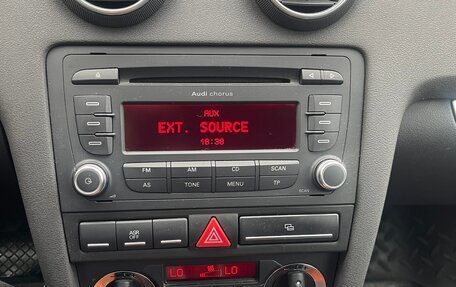 Audi chorus
AUX
EXT. SOURCE
18:38
FM AM CD SCAN
AS TONE MENU TP
SCAN
ASR OFF
LO LO